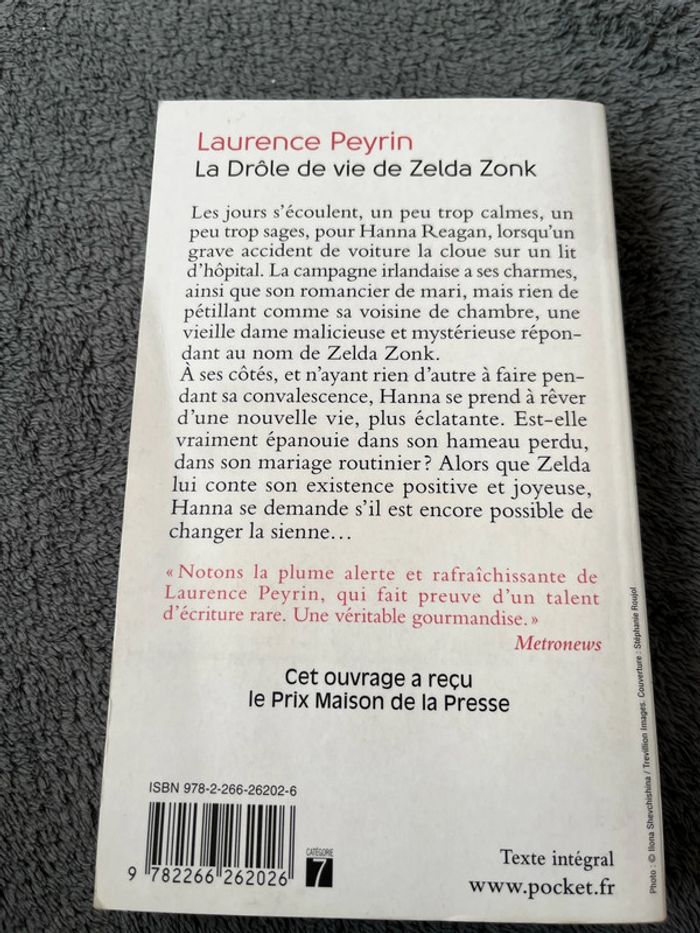 Laurence Peyrin
La Drôle de vie de Zelda Zonk
Les jours s'écoulent, un peu trop calmes, un
peu trop sages, pour Hanna Reagan, lorsqu'un
grave accident de voiture la cloue sur un lit
d'hôpital. La campagne irlandaise a ses charmes,
ainsi que son romancier de mari, mais rien de
pétillant comme sa voisine de chambre, une
vieille dame malicieuse et mystérieuse répon-
dant au nom de Zelda Zonk.
À ses côtés, et n'ayant rien d'autre à faire pen-
dant sa convalescence, Hanna se prend à rêver
d'une nouvelle vie, plus éclatante. Est-elle
vraiment épanouie dans son hameau perdu,
dans son mariage routinier ? Alors que Zelda
lui conte son existence positive et joyeuse,
Hanna se demande s'il est encore possible de
changer la sienne...
« Notons la plume alerte et rafraîchissante de
Laurence Peyrin, qui fait preuve d'un talent
d'écriture rare. Une véritable gourmandise. »
Metronews
Cet ouvrage a reçu
le Prix Maison de la Presse
ISBN 978-2-266-26202-6
9 782266 262026
CATÉGORIE
7
Texte intégral
www.pocket.fr
Photo : © Ilona Shevchishina / Trevillion Images. Couverture : Stéphanie Roujol